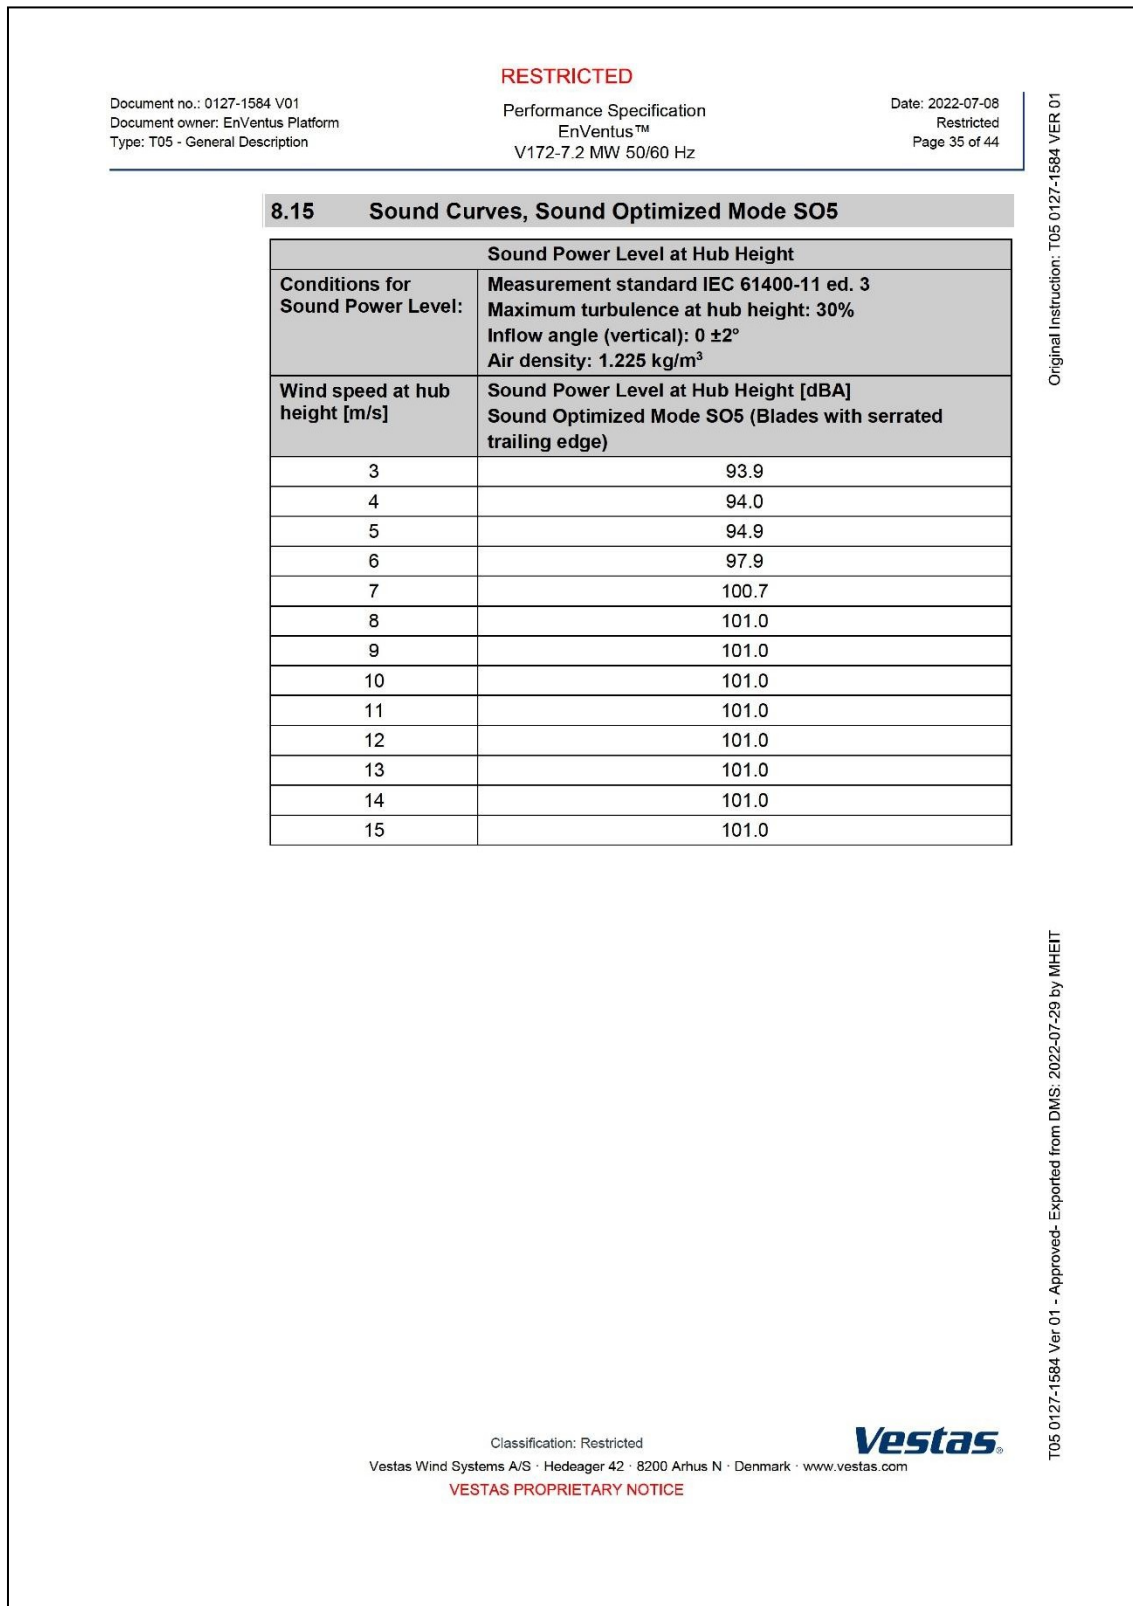 RESTRICTED
Document no.: 0127-1584 V01
Document owner: EnVentus Platform
Type: T05 - General Description
Performance Specification
EnVentus™
V172-7.2 MW 50/60 Hz
Date: 2022-07-08
Restricted
Page 35 of 44
Original Instruction: T05 0127-1584 VER 01
8.15 Sound Curves, Sound Optimized Mode SO5
Sound Power Level at Hub Height
Conditions for
Sound Power Level:
Measurement standard IEC 61400-11 ed. 3
Maximum turbulence at hub height: 30%
Inflow angle (vertical): 0 ±2°
Air density: 1.225 kg/m³
Wind speed at hub
height [m/s]
Sound Power Level at Hub Height [dBA]
Sound Optimized Mode SO5 (Blades with serrated
trailing edge)
3 93.9
4 94.0
5 94.9
6 97.9
7 100.7
8 101.0
9 101.0
10 101.0
11 101.0
12 101.0
13 101.0
14 101.0
15 101.0
T05 0127-1584 Ver 01 - Approved- Exported from DMS: 2022-07-29 by MHEIT
Classification: Restricted
Vestas®
Vestas Wind Systems A/S · Hedeager 42 · 8200 Arhus N · Denmark · www.vestas.com
VESTAS PROPRIETARY NOTICE